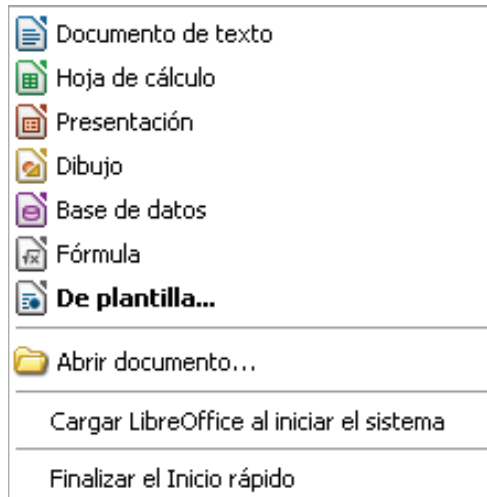 Documento de texto
Hoja de cálculo
Presentación
Dibujo
Base de datos
Fórmula
De plantilla...
Abrir documento...
Cargar LibreOffice al iniciar el sistema
Finalizar el Inicio rápido